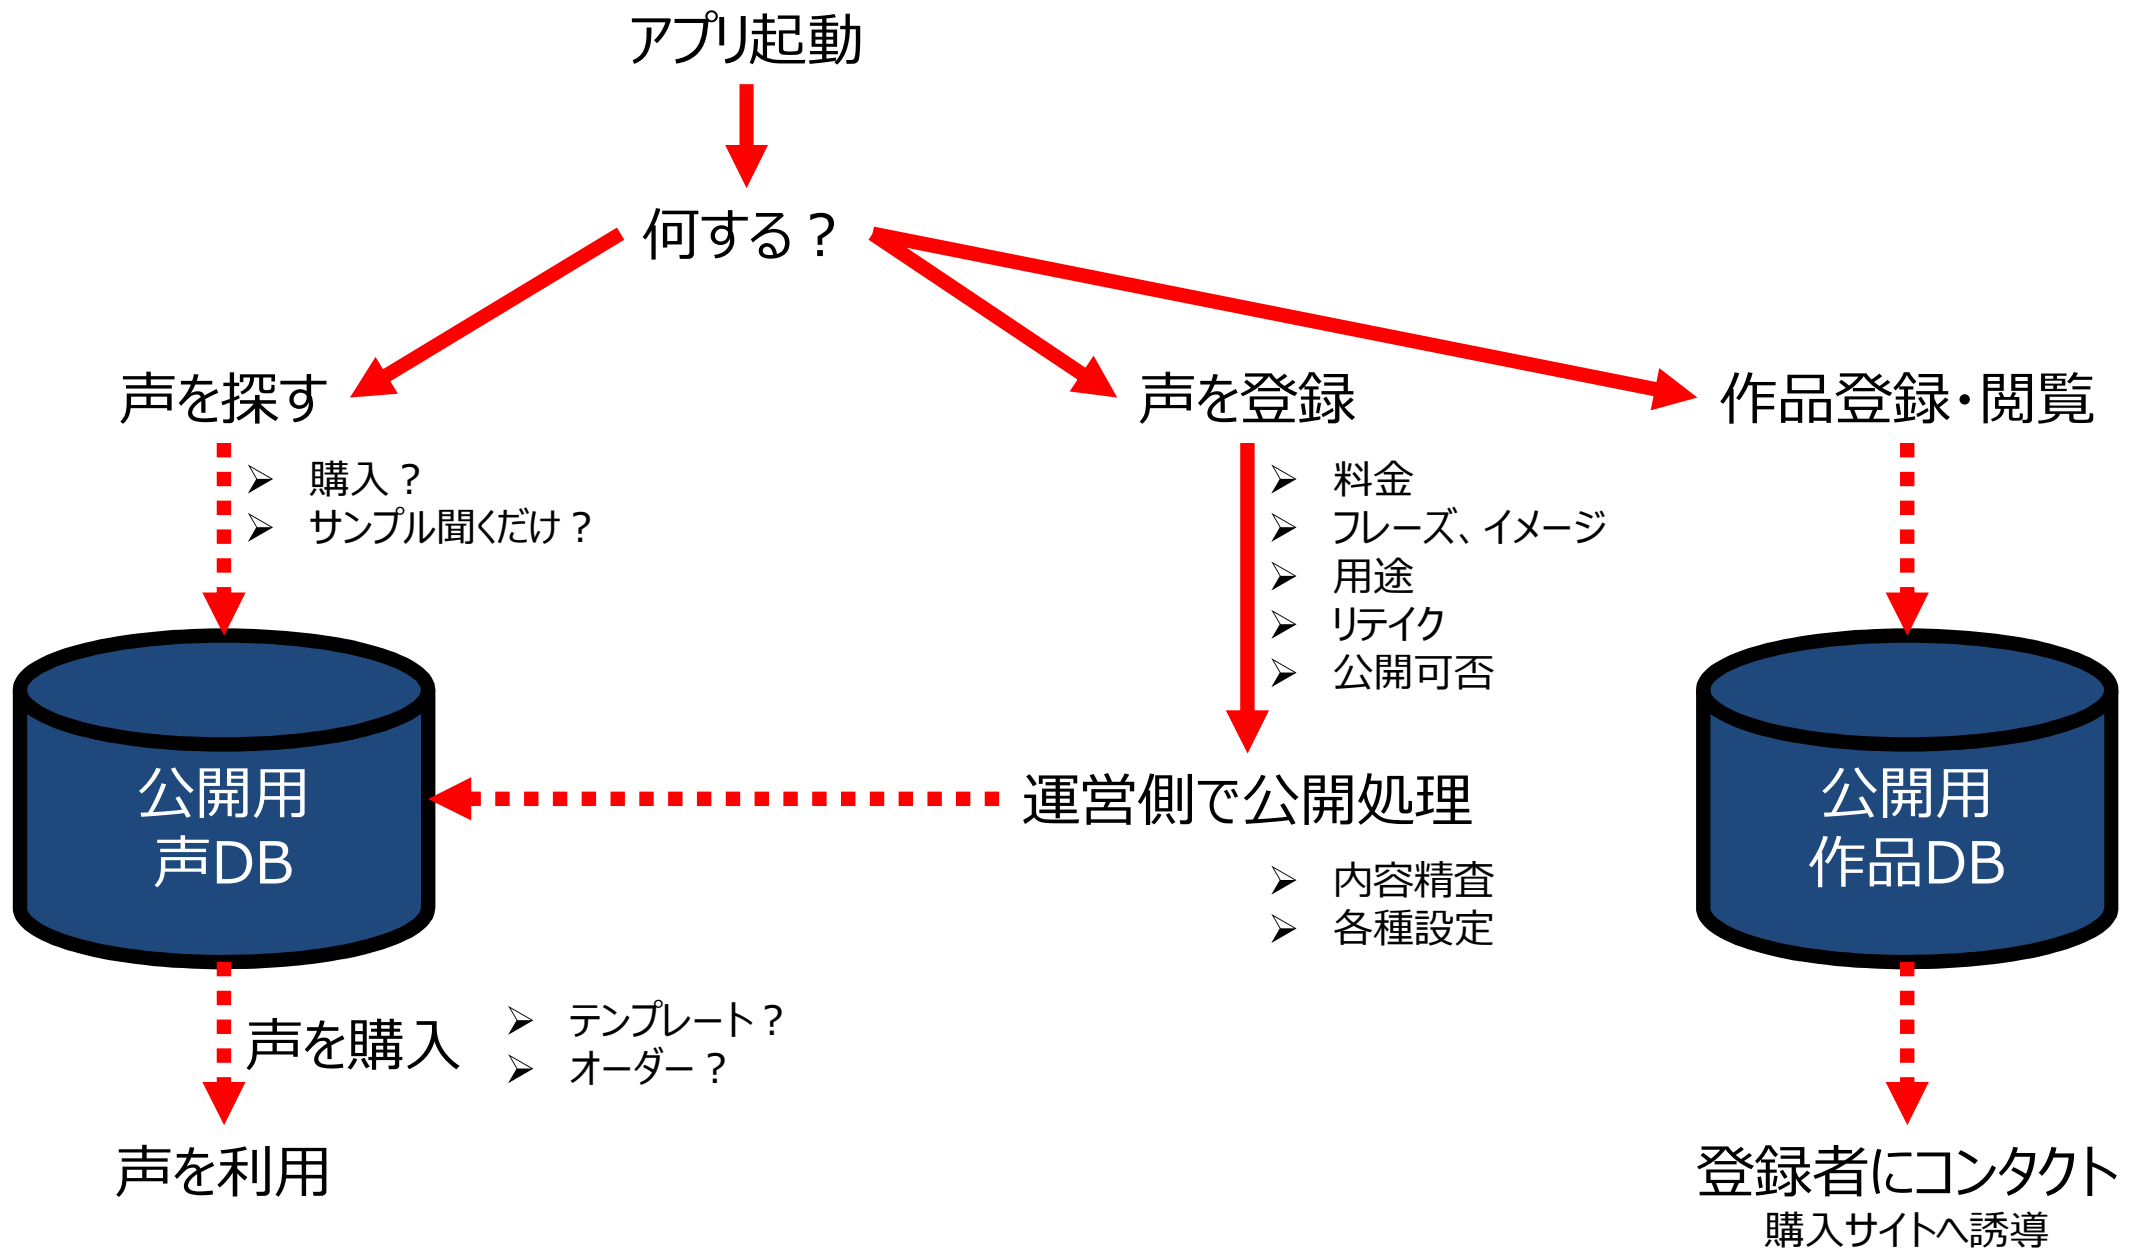 アプリ起動
何する？
声を探す
声を登録
作品登録・閲覧
➢ 購入？
➢ サンプル聞くだけ？
➢ 料金
➢ フレーズ、イメージ
➢ 用途
➢ リテイク
➢ 公開可否
公開用
声DB
運営側で公開処理
➢ 内容精査
➢ 各種設定
公開用
作品DB
声を購入
➢ テンプレート？
➢ オーダー？
声を利用
登録者にコンタクト
購入サイトへ誘導